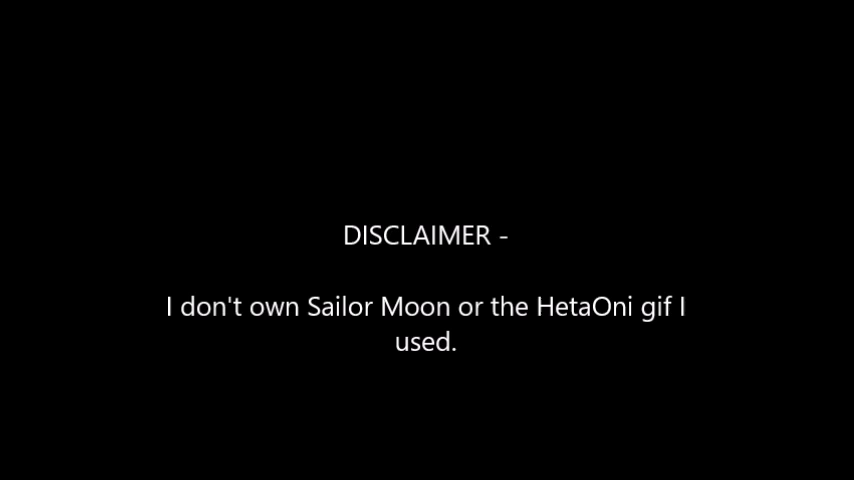 DISCLAIMER -
I don't own Sailor Moon or the HetaOni gif I
used.